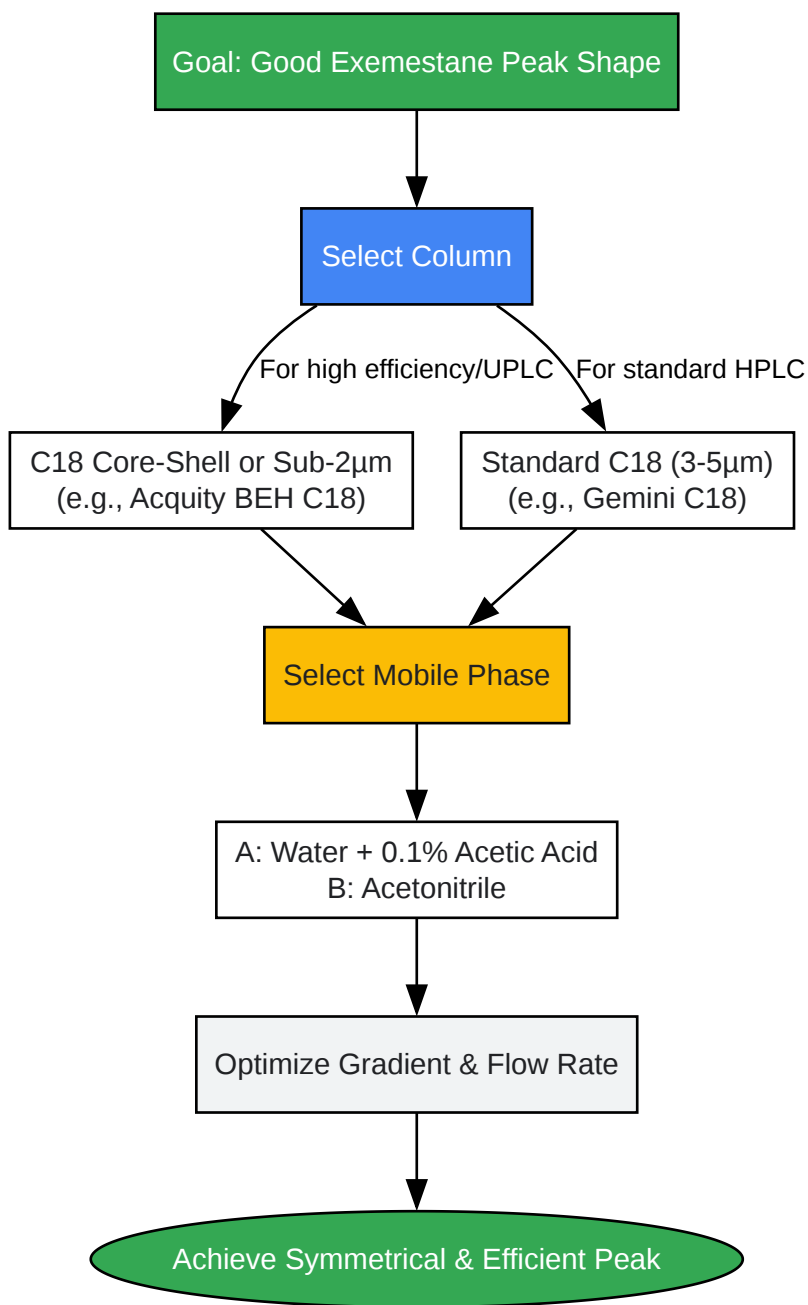 Goal: Good Exemestane Peak Shape
Select Column
For high efficiency/UPLC
For standard HPLC
C18 Core-Shell or Sub-2µm
(e.g., Acquity BEH C18)
Standard C18 (3-5µm)
(e.g., Gemini C18)
Select Mobile Phase
A: Water + 0.1% Acetic Acid
B: Acetonitrile
Optimize Gradient & Flow Rate
Achieve Symmetrical & Efficient Peak